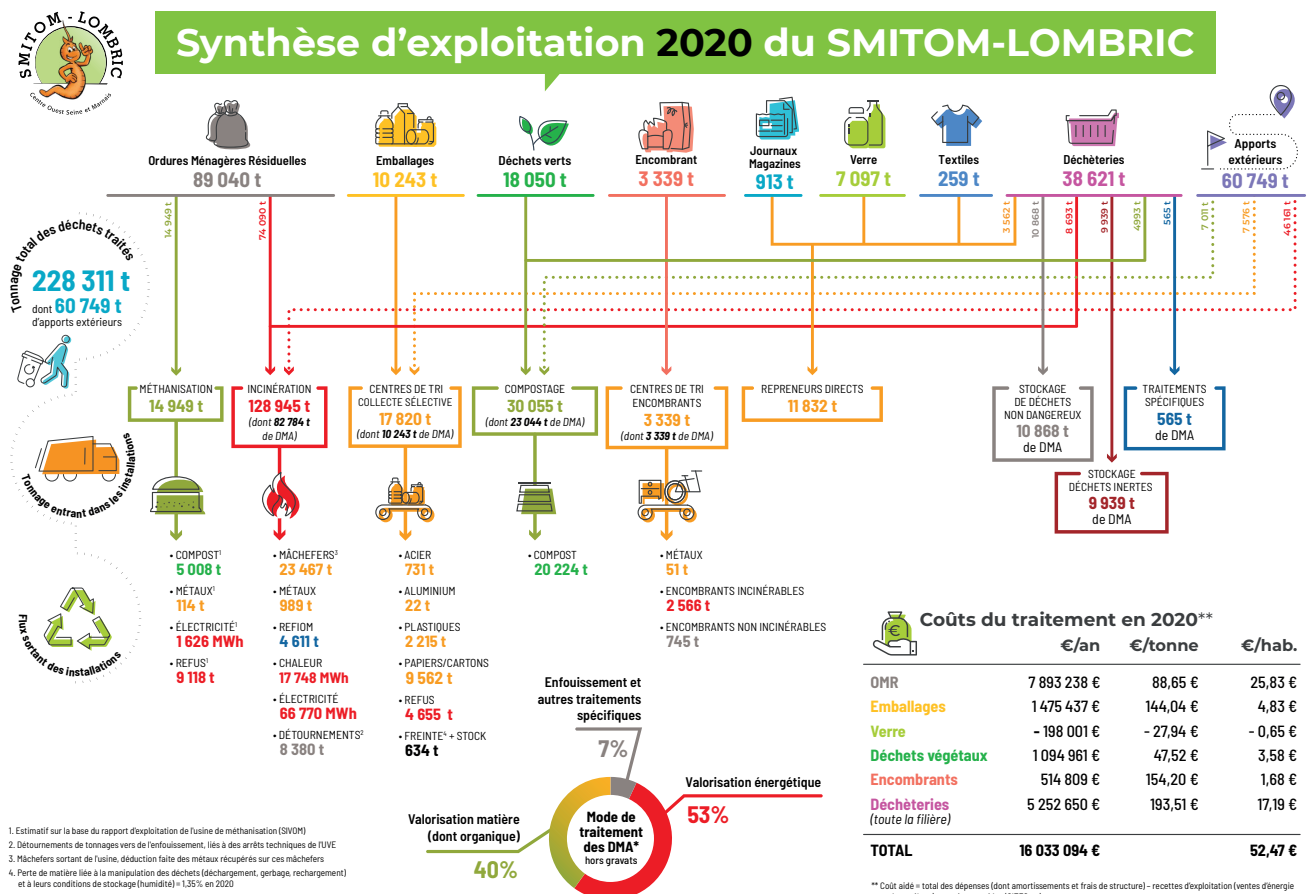 SMITOM - LOMBRIC
Centre Ouest Seine et Marnais
Synthèse d'exploitation 2020 du SMITOM-LOMBRIC
Ordures Ménagères Résiduelles
89 040 t
Emballages
10 243 t
Déchets verts
18 050 t
Encombrant
3 339 t
Journaux
Magazines
913 t
Verre
7 097 t
Textiles
259 t
Déchèteries
38 621 t
Apports
extérieurs
60 749 t
14 949 t
74 090 t
3 562 t
10 868 t
8 693 t
9 939 t
4993 t
565 t
7 011 t
7 576 t
46 161 t
Tonnage total des déchets traités
228 311 t
dont 60 749 t
d'apports extérieurs
Tonnage entrant dans les installations
MÉTHANISATION
14 949 t
INCINÉRATION
128 945 t
(dont 82 784 t
de DMA)
CENTRES DE TRI
COLLECTE SÉLECTIVE
17 820 t
(dont 10 243 t de DMA)
COMPOSTAGE
30 055 t
(dont 23 044 t de DMA)
CENTRES DE TRI
ENCOMBRANTS
3 339 t
(dont 3 339 t de DMA)
REPRENEURS DIRECTS
11 832 t
STOCKAGE
DE DÉCHETS
NON DANGEREUX
10 868 t
de DMA
TRAITEMENTS
SPÉCIFIQUES
565 t
de DMA
STOCKAGE
DÉCHETS INERTES
9 939 t
de DMA
Flux sortant des installations
• COMPOST¹
5 008 t
• MÉTAUX¹
114 t
• ÉLECTRICITÉ¹
1 626 MWh
• REFUS¹
9 118 t
• MÂCHEFERS³
23 467 t
• MÉTAUX
989 t
• REFIOM
4 611 t
• CHALEUR
17 748 MWh
• ÉLECTRICITÉ
66 770 MWh
• DÉTOURNEMENTS²
8 380 t
• ACIER
731 t
• ALUMINIUM
22 t
• PLASTIQUES
2 215 t
• PAPIERS/CARTONS
9 562 t
• REFUS
4 655 t
• FREINTE⁴ + STOCK
634 t
• COMPOST
20 224 t
• MÉTAUX
51 t
• ENCOMBRANTS INCINÉRABLES
2 566 t
• ENCOMBRANTS NON INCINÉRABLES
745 t
Enfouissement et
autres traitements
spécifiques
7%
Valorisation énergétique
53%
Valorisation matière
(dont organique)
40%
Mode de
traitement
des DMA*
hors gravats
Coûts du traitement en 2020**
€/an €/tonne €/hab.
OMR 7 893 238 € 88,65 € 25,83 €
Emballages 1 475 437 € 144,04 € 4,83 €
Verre - 198 001 € - 27,94 € - 0,65 €
Déchets végétaux 1 094 961 € 47,52 € 3,58 €
Encombrants 514 809 € 154,20 € 1,68 €
Déchèteries 5 252 650 € 193,51 € 17,19 €
(toute la filière)
TOTAL 16 033 094 € 52,47 €
1. Estimatif sur la base du rapport d'exploitation de l'usine de méthanisation (SIVOM)
2. Détournements de tonnages vers de l'enfouissement, liés à des arrêts techniques de l'UVE
3. Mâchefers sortant de l'usine, déduction faite des métaux récupérés sur ces mâchefers
4. Perte de matière liée à la manipulation des déchets (déchargement, gerbage, rechargement)
et à leurs conditions de stockage (humidité) = 1,35% en 2020
** Coût aidé = total des dépenses (dont amortissements et frais de structure) – recettes d'exploitation (ventes d'énergie